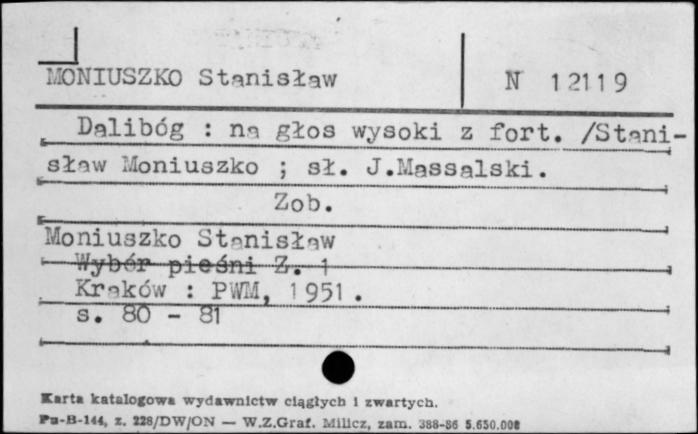 MONIUSZKO Stanisław
N 12119
Dalibóg : na głos wysoki z fort. /Stani-
sław Moniuszko ; sł. J.Massalski.
Zob.
Moniuszko Stanisław
Wybór pieśni Z. 1
Kraków : PWM, 1951.
s. 80 - 81
Karta katalogowa wydawnictw ciągłych i zwartych.
Pu-B-144, z. 228/DW/ON — W.Z.Graf. Milicz, zam. 388-86 5.650.000